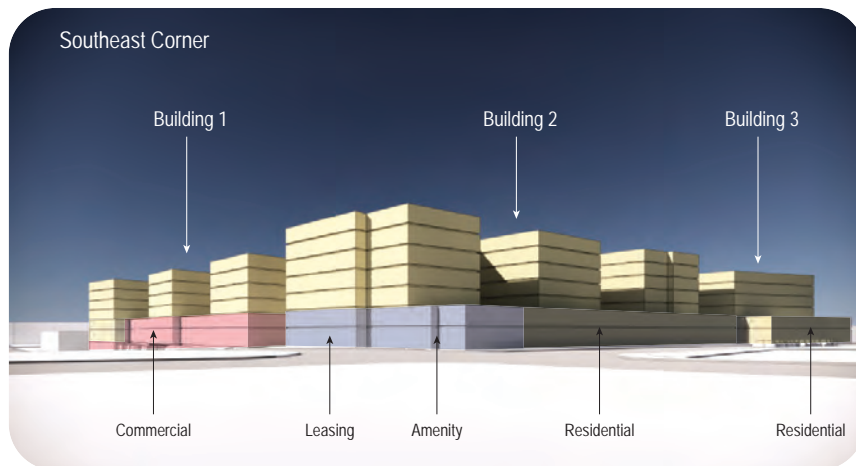 Southeast Corner
Building 1
Building 2
Building 3
Commercial
Leasing
Amenity
Residential
Residential